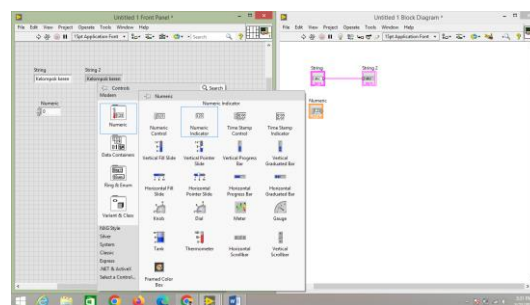 Untitled 1 Front Panel *
File Edit View Project Operate Tools Window Help
15pt Application Font
Search
String
String 2
Kelompok keren
Kelompok keren
Numeric
0
Controls
Search
Modern
Numeric
Numeric
Data Containers
Ring & Enum
Variant & Class
NXG Style
Silver
System
Classic
Express
.NET & ActiveX
Select a Control...
Numeric Indicator
Numeric Control
Numeric Indicator
Time Stamp Control
Time Stamp Indicator
Vertical Fill Slide
Vertical Pointer Slide
Vertical Progress Bar
Vertical Graduated Bar
Horizontal Fill Slide
Horizontal Pointer Slide
Horizontal Progress Bar
Horizontal Graduated Bar
Knob
Dial
Meter
Gauge
Tank
Thermometer
Horizontal Scrollbar
Vertical Scrollbar
Framed Color Box
Untitled 1 Block Diagram *
File Edit View Project Operate Tools Window Help
15pt Application Font
String
String 2
Numeric